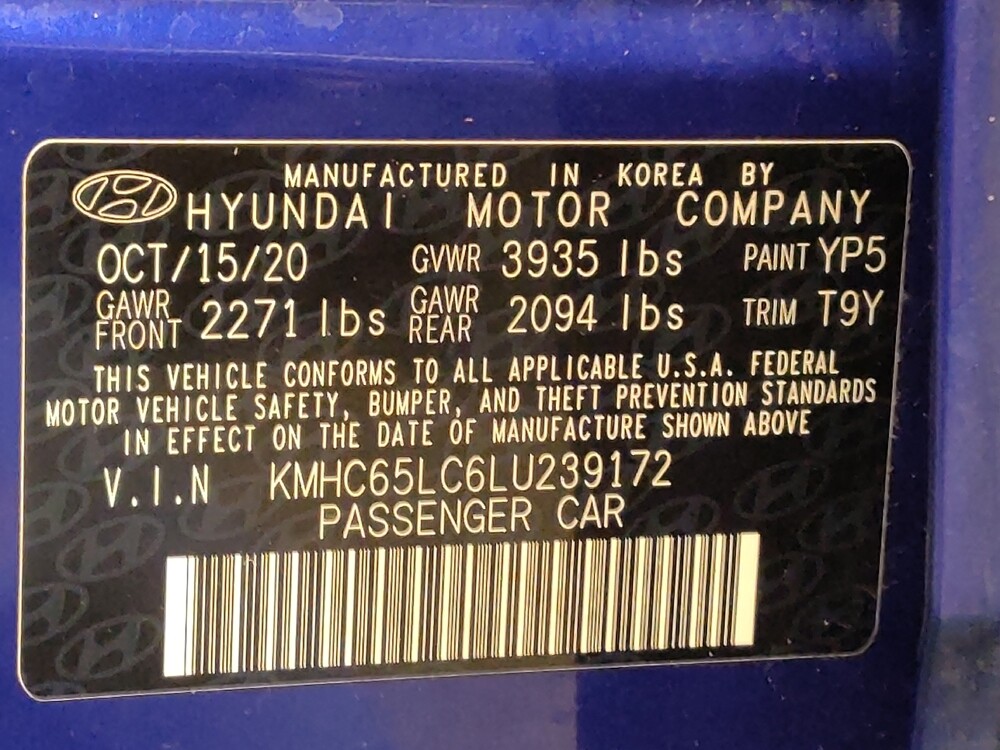 MANUFACTURED IN KOREA BY
HYUNDAI MOTOR COMPANY
OCT/15/20 GVWR 3935 lbs PAINT YP5
GAWR FRONT 2271 lbs GAWR REAR 2094 lbs TRIM T9Y
THIS VEHICLE CONFORMS TO ALL APPLICABLE U.S.A. FEDERAL
MOTOR VEHICLE SAFETY, BUMPER, AND THEFT PREVENTION STANDARDS
IN EFFECT ON THE DATE OF MANUFACTURE SHOWN ABOVE
V.I.N KMHC65LC6LU239172
PASSENGER CAR